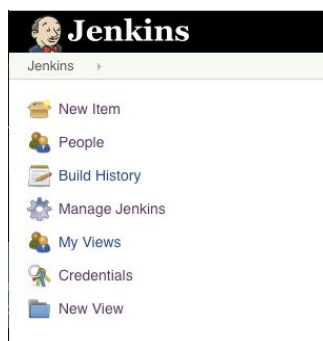 Jenkins
Jenkins
New Item
People
Build History
Manage Jenkins
My Views
Credentials
New View